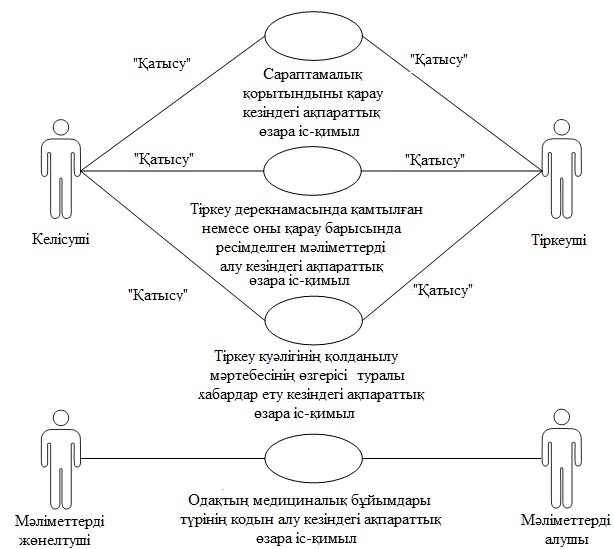 "Қатысу"
"Қатысу"
Сараптамалық
қорытындыны қарау
кезіндегі ақпараттық
өзара іс-қимыл
"Қатысу"
"Қатысу"
Келісуші
Тіркеуші
Тіркеу дерекнамасында қамтылған
немесе оны қарау барысында
ресімделген мәліметтерді
алу кезіндегі ақпараттық
өзара іс-қимыл
"Қатысу"
"Қатысу"
Тіркеу куәлігінің қолданылу
мәртебесінің өзгерісі туралы
хабардар ету кезіндегі ақпараттық
өзара іс-қимыл
Мәліметтерді
жөнелтуші
Одақтың медициналық бұйымдары
түрінің кодын алу кезіндегі ақпараттық
өзара іс-қимыл
Мәліметтерді
алушы